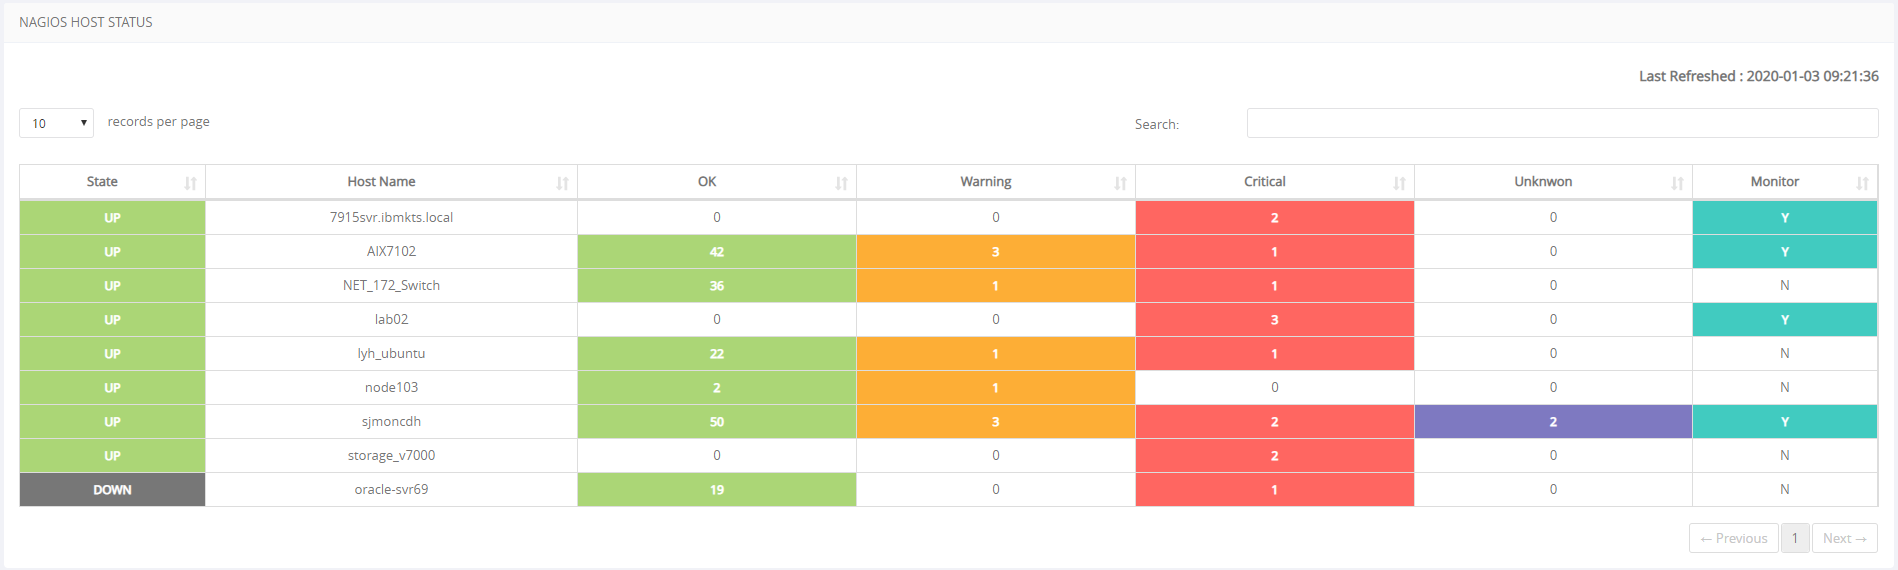 NAGIOS HOST STATUS
Last Refreshed : 2020-01-03 09:21:36
10 records per page Search:
State Host Name OK Warning Critical Unknwon Monitor
UP 7915svr.ibmkts.local 0 0 2 0 Y
UP AIX7102 42 3 1 0 Y
UP NET_172_Switch 36 1 1 0 N
UP lab02 0 0 3 0 Y
UP lyh_ubuntu 22 1 1 0 N
UP node103 2 1 0 0 N
UP sjmoncdh 50 3 2 2 Y
UP storage_v7000 0 0 2 0 N
DOWN oracle-svr69 19 0 1 0 N
← Previous 1 Next →